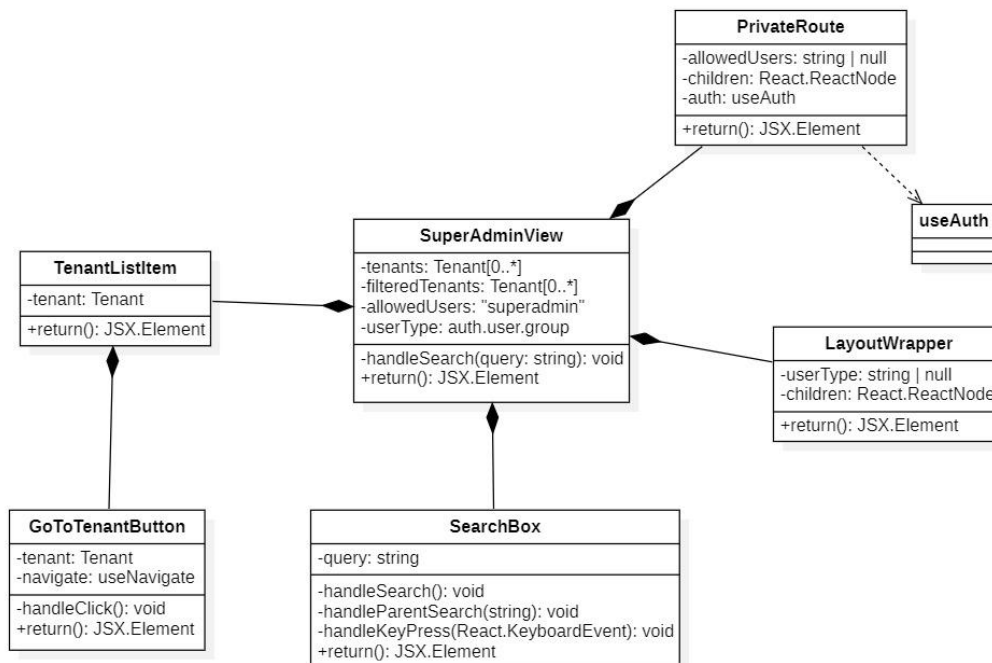 PrivateRoute
-allowedUsers: string | null
-children: React.ReactNode
-auth: useAuth
+return(): JSX.Element
useAuth
SuperAdminView
-tenants: Tenant[0..*]
-filteredTenants: Tenant[0..*]
-allowedUsers: "superadmin"
-userType: auth.user.group
-handleSearch(query: string): void
+return(): JSX.Element
TenantListItem
-tenant: Tenant
+return(): JSX.Element
LayoutWrapper
-userType: string | null
-children: React.ReactNode
+return(): JSX.Element
GoToTenantButton
-tenant: Tenant
-navigate: useNavigate
-handleClick(): void
+return(): JSX.Element
SearchBox
-query: string
-handleSearch(): void
-handleParentSearch(string): void
-handleKeyPress(React.KeyboardEvent): void
+return(): JSX.Element